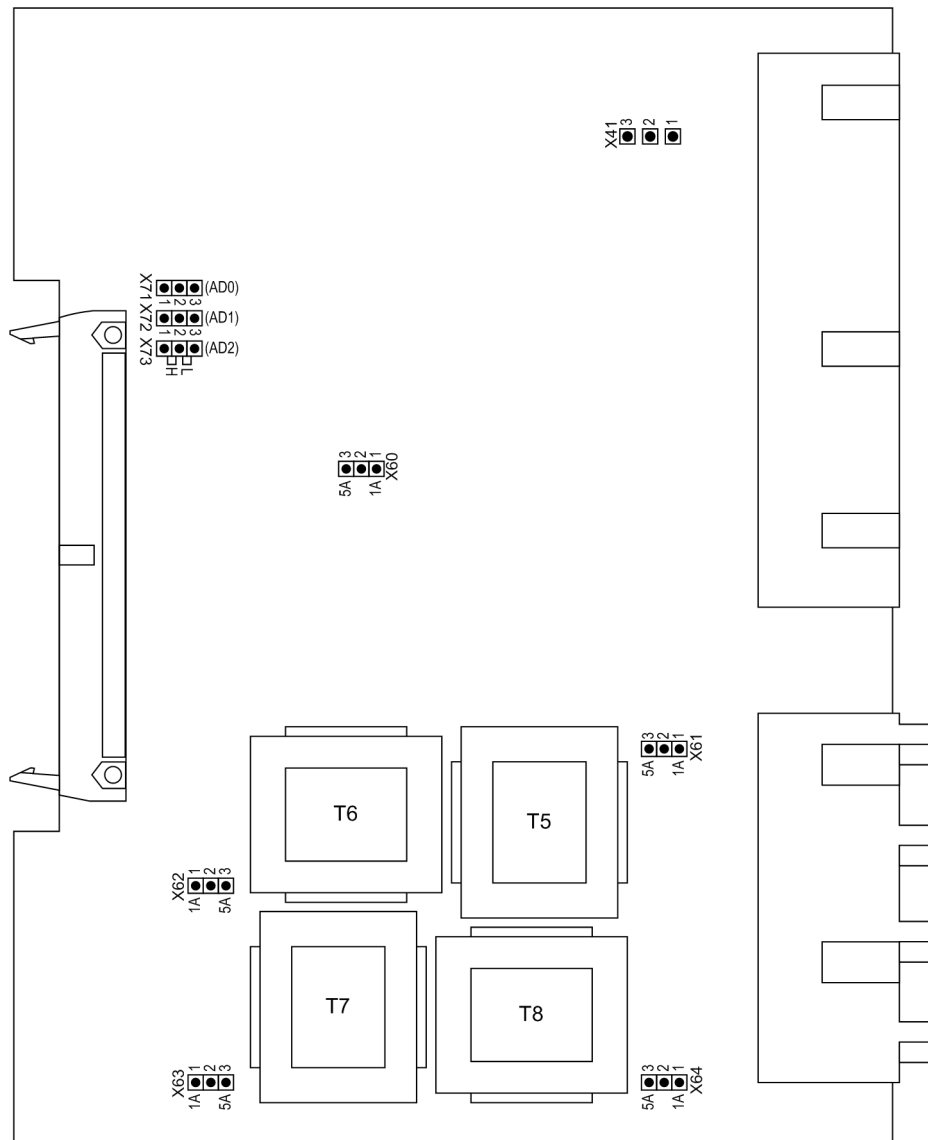 X41
3 2 1
X71
(AD0)
1 2 3
X72
(AD1)
1 2 3
X73
(AD2)
H L
3 2 1
X60
5A 1A
3 2 1
X61
5A 1A
T6
T5
X62
1 2 3
1A 5A
T7
T8
X63
1 2 3
1A 5A
3 2 1
X64
5A 1A